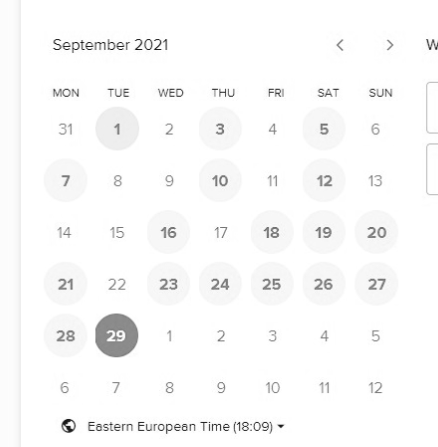 September 2021 < > W
MON TUE WED THU FRI SAT SUN
31 1 2 3 4 5 6
7 8 9 10 11 12 13
14 15 16 17 18 19 20
21 22 23 24 25 26 27
28 29 1 2 3 4 5
6 7 8 9 10 11 12
Eastern European Time (18:09)